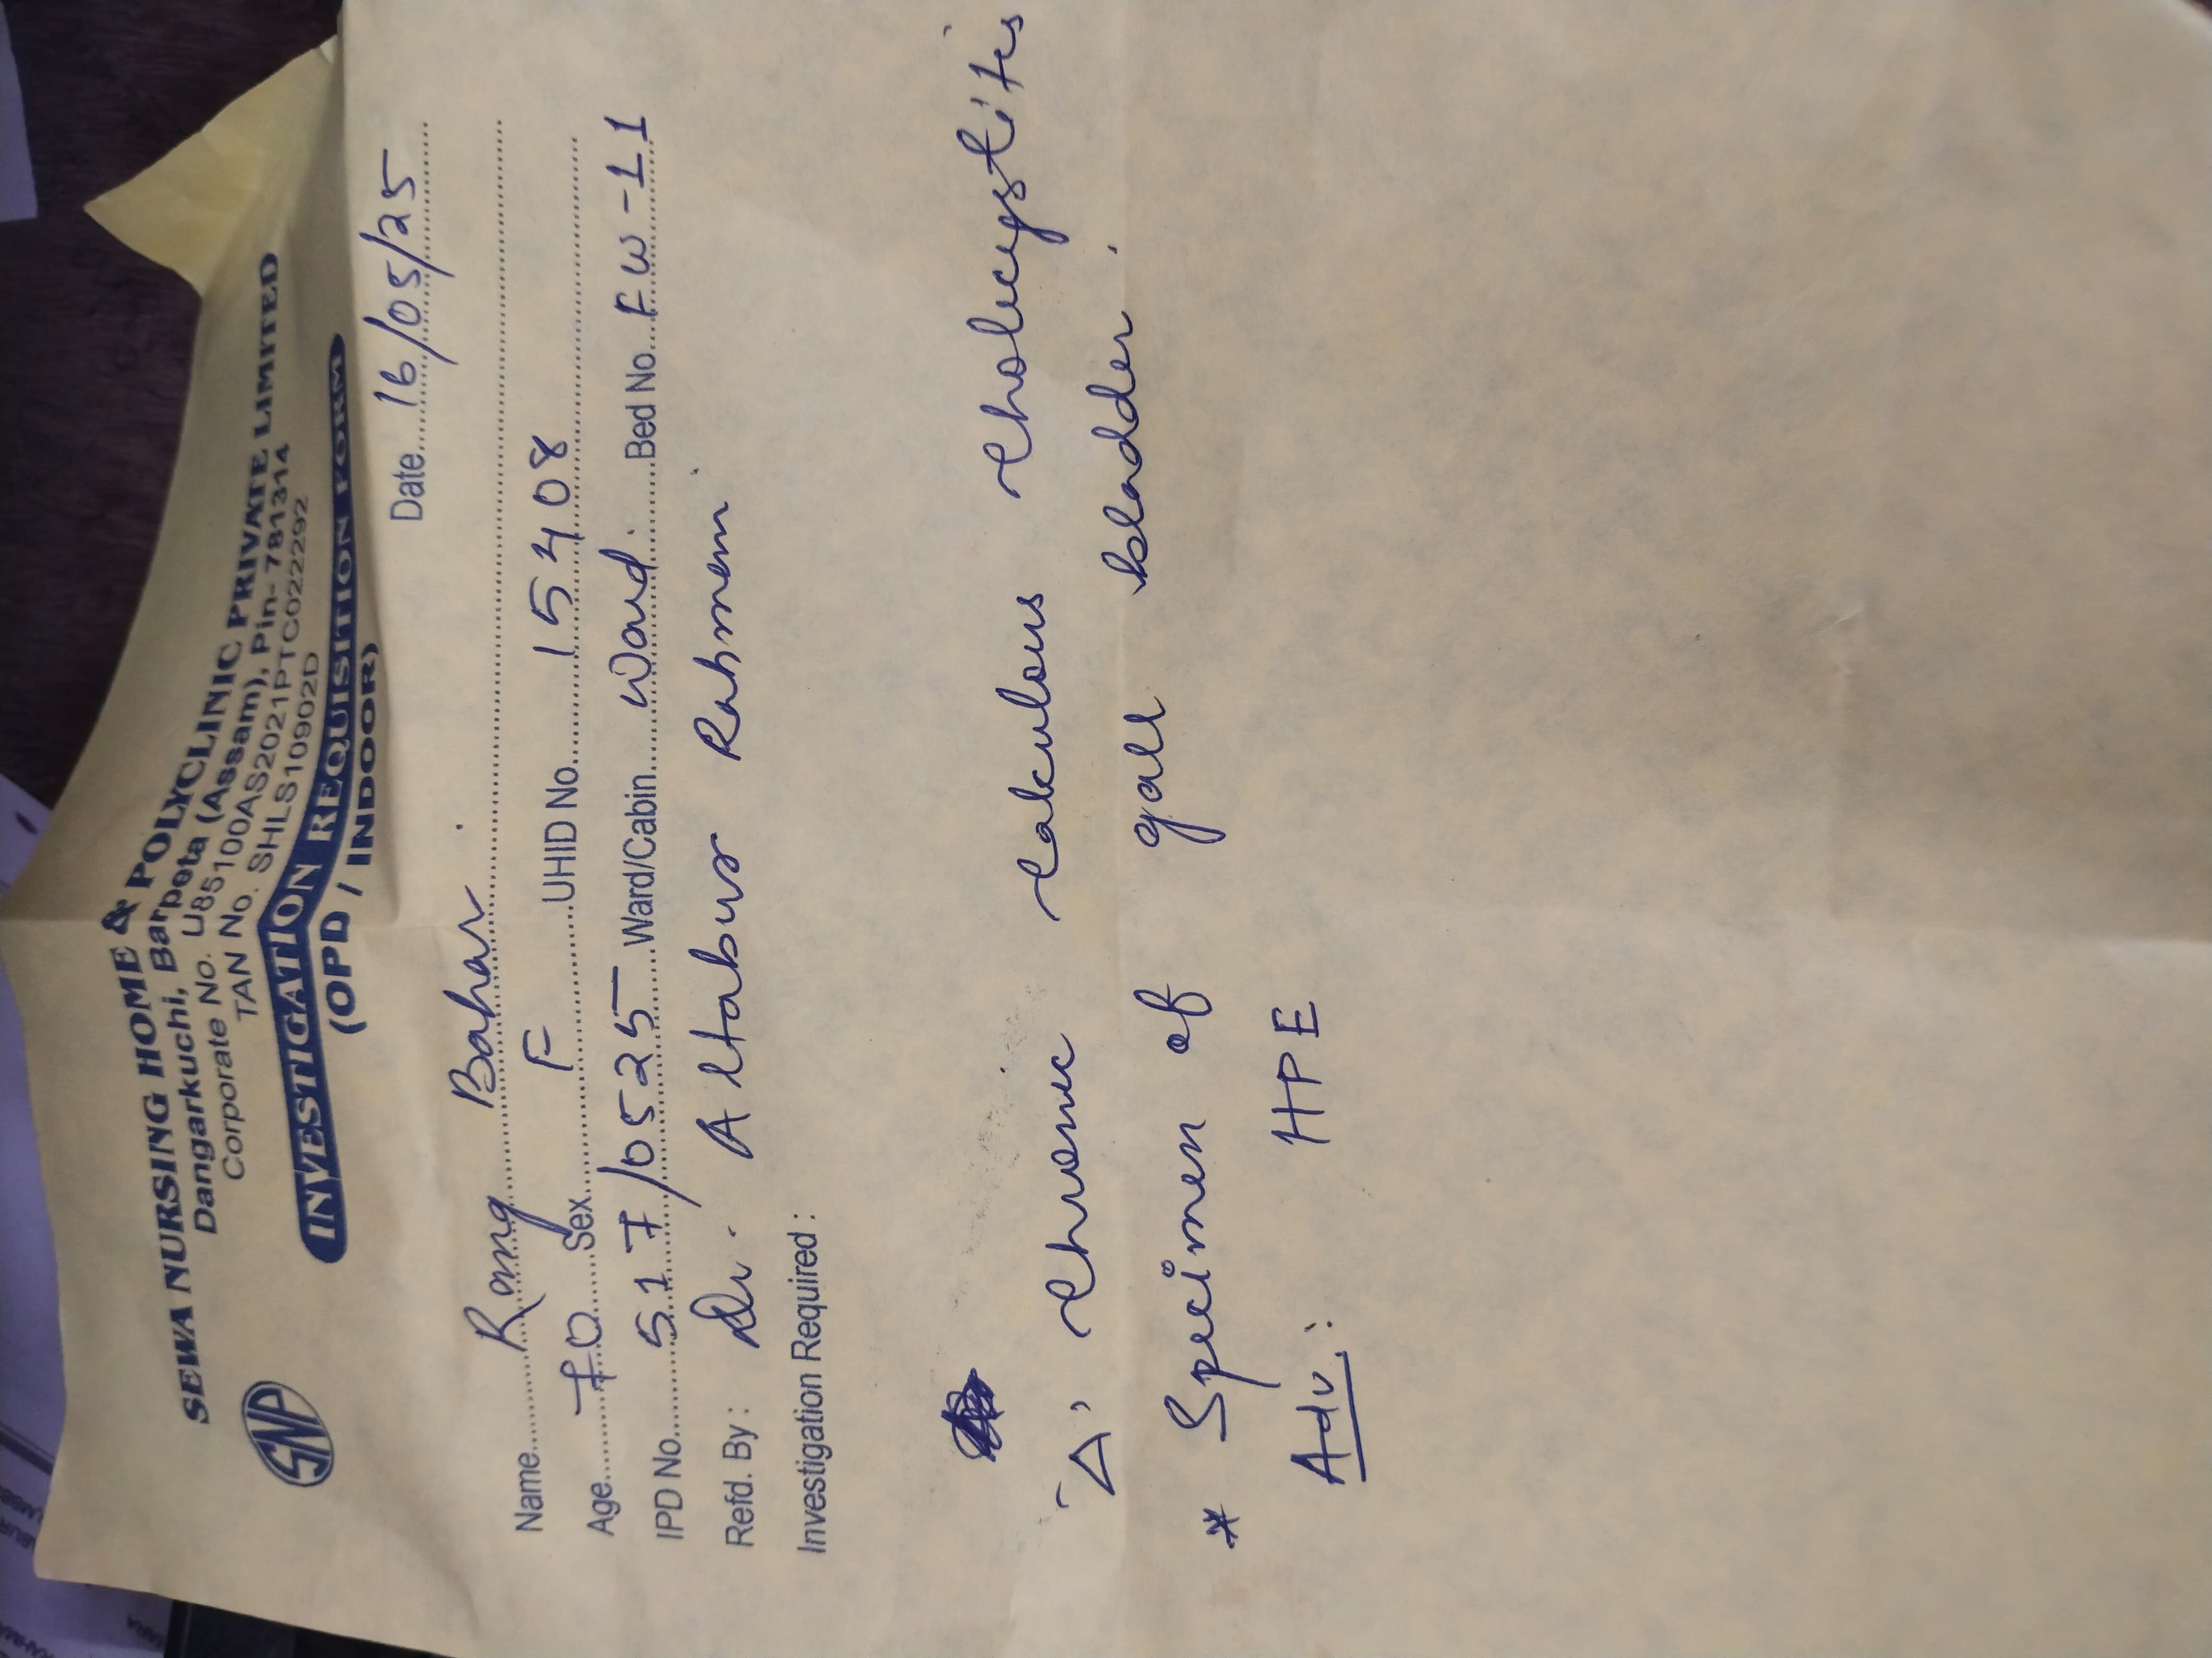 SNP
SEWA NURSING HOME & POLYCLINIC PRIVATE LIMITED
Dangarkuchi, Barpeta (Assam), Pin- 781314
Corporate No. U85100AS2021PTC022292
TAN No. SHLS10902D
INVESTIGATION REQUISITION FORM
(OPD / INDOOR)
Date 16/05/25
Name Rang Bahar
Age 70 Sex F UHID No. 15408
IPD No. 517/0525 Ward/Cabin Ward. Bed No. FW-11
Refd. By : Dr. Altabur Rahman
Investigation Required :
Δ, Chronic calculous cholecystitis
* Specimen of gall bladder.
Adv: HPE